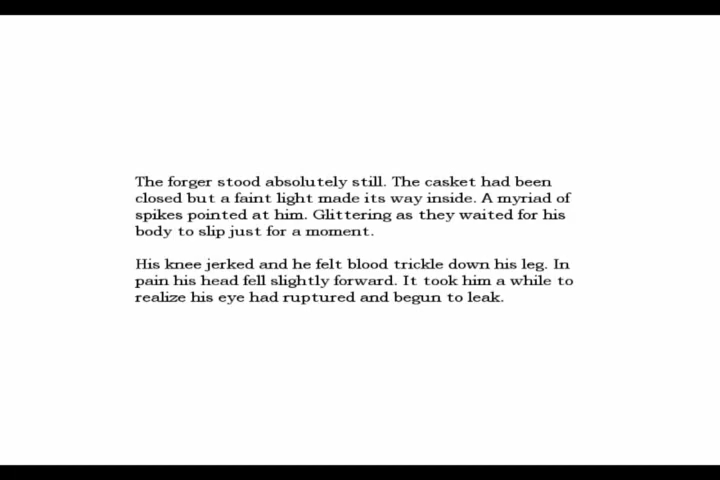 The forger stood absolutely still. The casket had been
closed but a faint light made its way inside. A myriad of
spikes pointed at him. Glittering as they waited for his
body to slip just for a moment.
His knee jerked and he felt blood trickle down his leg. In
pain his head fell slightly forward. It took him a while to
realize his eye had ruptured and begun to leak.